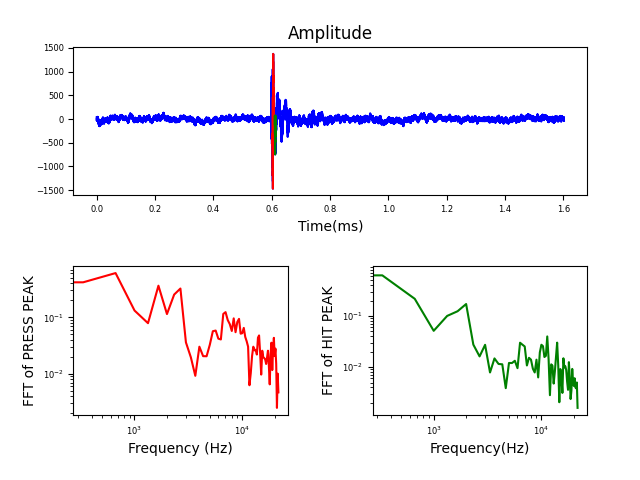 Amplitude
1500
1000
500
0
−500
−1000
−1500
0.0 0.2 0.4 0.6 0.8 1.0 1.2 1.4 1.6
Time(ms)
FFT of PRESS PEAK
10⁻¹
10⁻²
10³ 10⁴
Frequency (Hz)
FFT of HIT PEAK
10⁻¹
10⁻²
10³ 10⁴
Frequency(Hz)